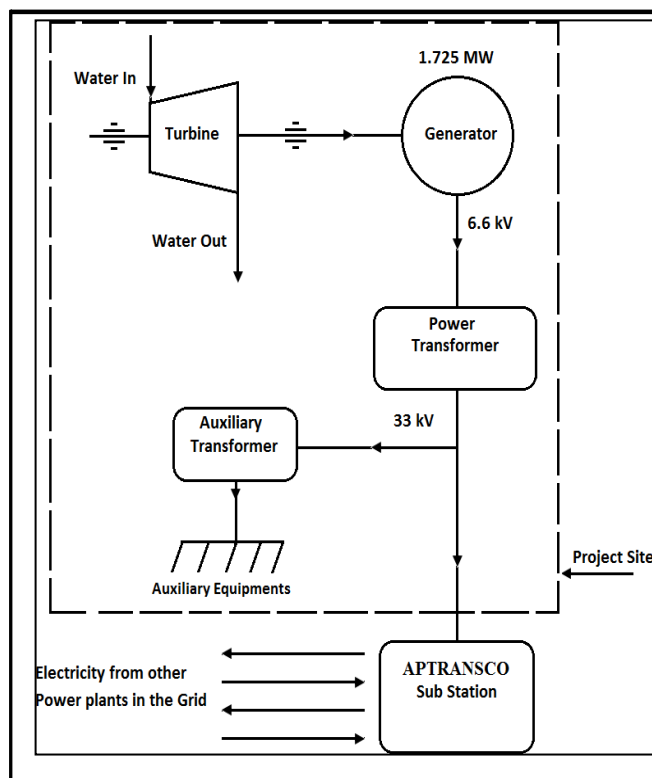 1.725 MW
Water In
Turbine
Generator
6.6 kV
Water Out
Power
Transformer
33 kV
Auxiliary
Transformer
Project Site
Auxiliary Equipments
Electricity from other
Power plants in the Grid
APTRANSCO
Sub Station